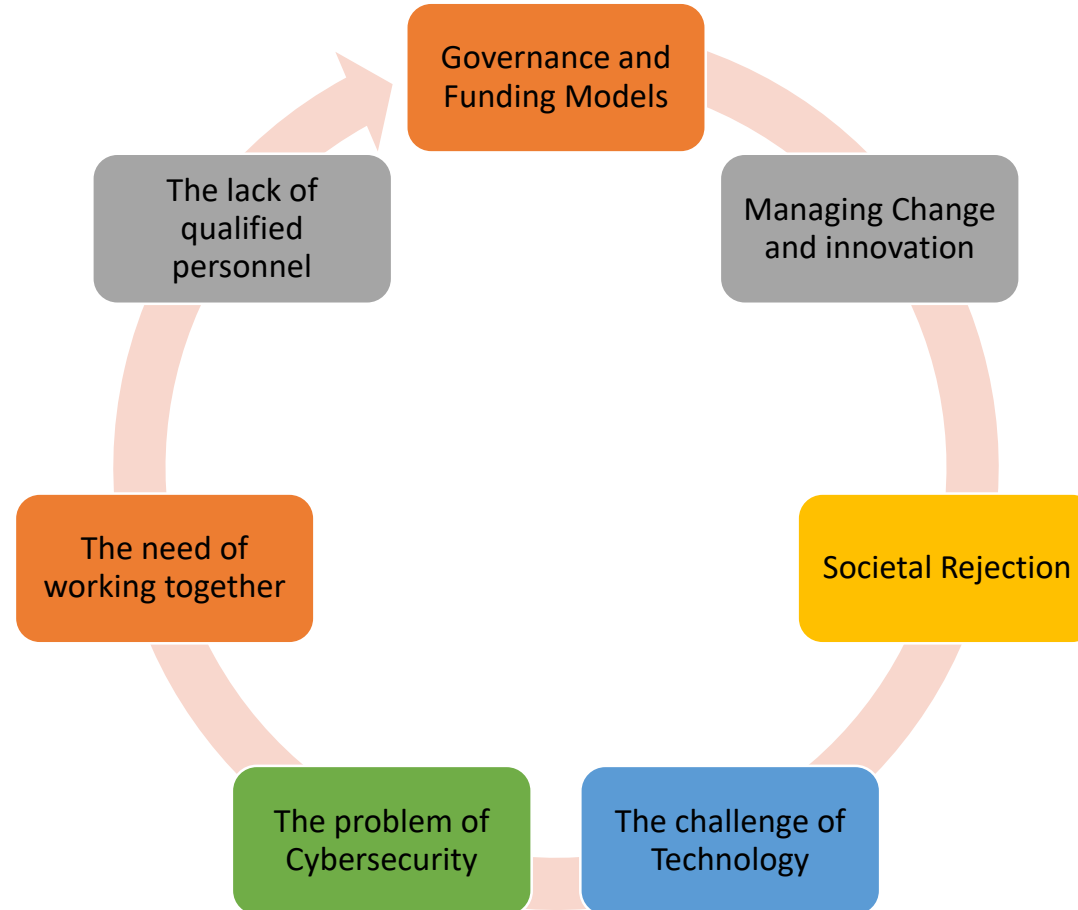 Governance and
Funding Models
Managing Change
and innovation
Societal Rejection
The challenge of
Technology
The problem of
Cybersecurity
The need of
working together
The lack of
qualified
personnel